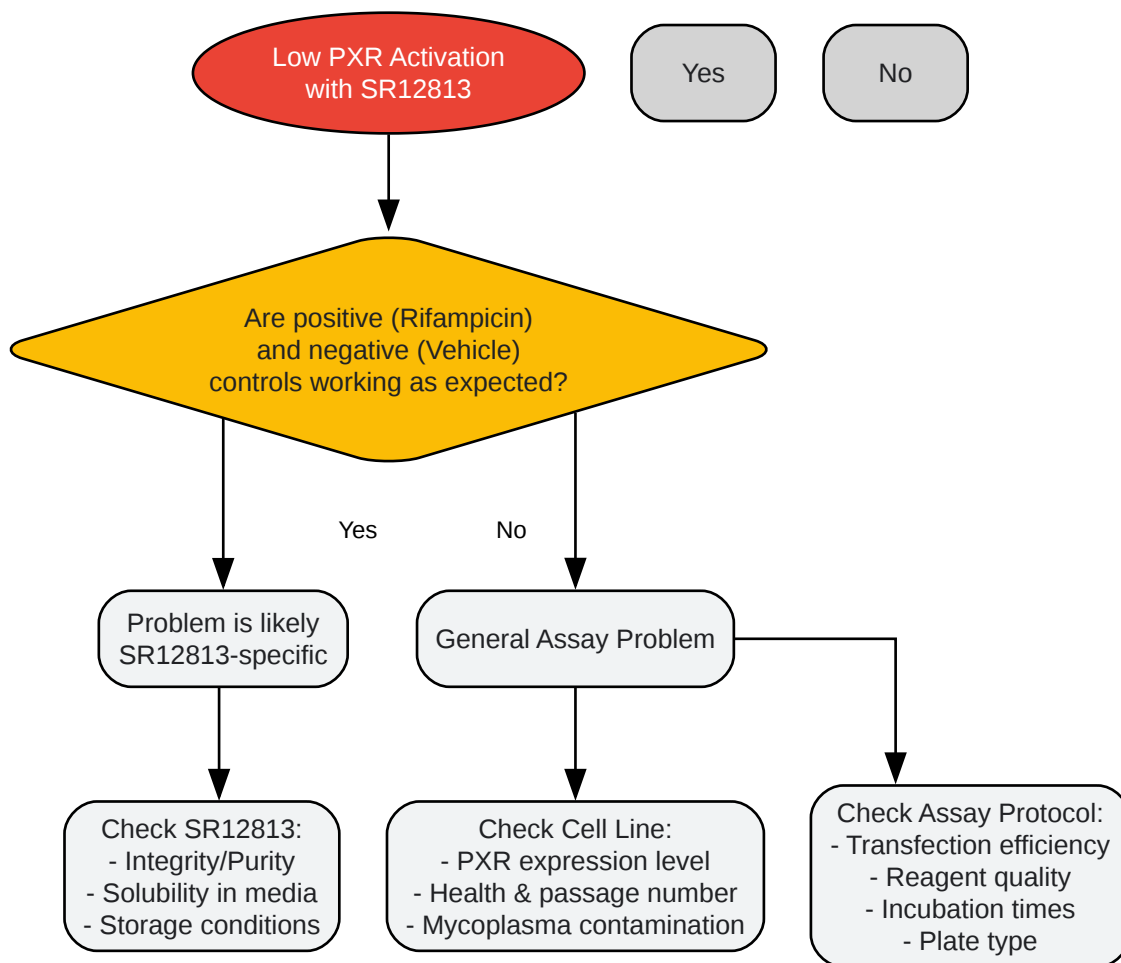 Low PXR Activation
with SR12813
Yes
No
Are positive (Rifampicin)
and negative (Vehicle)
controls working as expected?
Yes
No
Problem is likely
SR12813-specific
General Assay Problem
Check SR12813:
- Integrity/Purity
- Solubility in media
- Storage conditions
Check Cell Line:
- PXR expression level
- Health & passage number
- Mycoplasma contamination
Check Assay Protocol:
- Transfection efficiency
- Reagent quality
- Incubation times
- Plate type